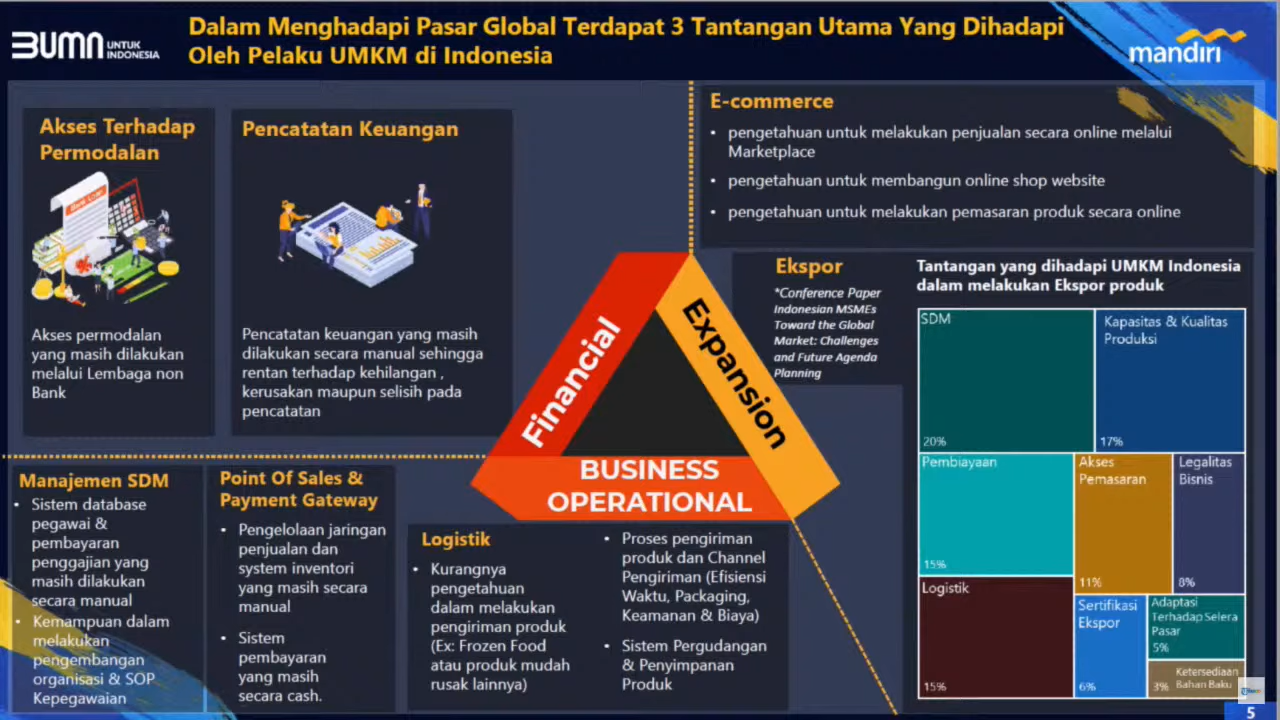 BUMN UNTUK
INDONESIA
Dalam Menghadapi Pasar Global Terdapat 3 Tantangan Utama Yang Dihadapi
Oleh Pelaku UMKM di Indonesia
mandiri
Akses Terhadap
Permodalan
Akses permodalan
yang masih dilakukan
melalui Lembaga non
Bank
Pencatatan Keuangan
Pencatatan keuangan yang masih
dilakukan secara manual sehingga
rentan terhadap kehilangan ,
kerusakan maupun selisih pada
pencatatan
E-commerce
• pengetahuan untuk melakukan penjualan secara online melalui
Marketplace
• pengetahuan untuk membangun online shop website
• pengetahuan untuk melakukan pemasaran produk secara online
Financial
Expansion
BUSINESS
OPERATIONAL
Ekspor
*Conference Paper
Indonesian MSMEs
Toward the Global
Market: Challenges
and Future Agenda
Planning
Tantangan yang dihadapi UMKM Indonesia
dalam melakukan Ekspor produk
SDM
20%
Kapasitas & Kualitas
Produksi
17%
Pembiayaan
15%
Akses
Pemasaran
11%
Legalitas
Bisnis
8%
Logistik
15%
Sertifikasi
Ekspor
6%
Adaptasi
Terhadap Selera
Pasar
5%
Ketersediaan
Bahan Baku
3%
Manajemen SDM
• Sistem database
pegawai &
pembayaran
penggajian yang
masih dilakukan
secara manual
• Kemampuan dalam
melakukan
pengembangan
organisasi & SOP
Kepegawaian
Point Of Sales &
Payment Gateway
• Pengelolaan jaringan
penjualan dan
system inventori
yang masih secara
manual
• Sistem
pembayaran
yang masih
secara cash.
Logistik
• Kurangnya
pengetahuan
dalam melakukan
pengiriman produk
(Ex: Frozen Food
atau produk mudah
rusak lainnya)
• Proses pengiriman
produk dan Channel
Pengiriman (Efisiensi
Waktu, Packaging,
Keamanan & Biaya)
• Sistem Pergudangan
& Penyimpanan
Produk
5